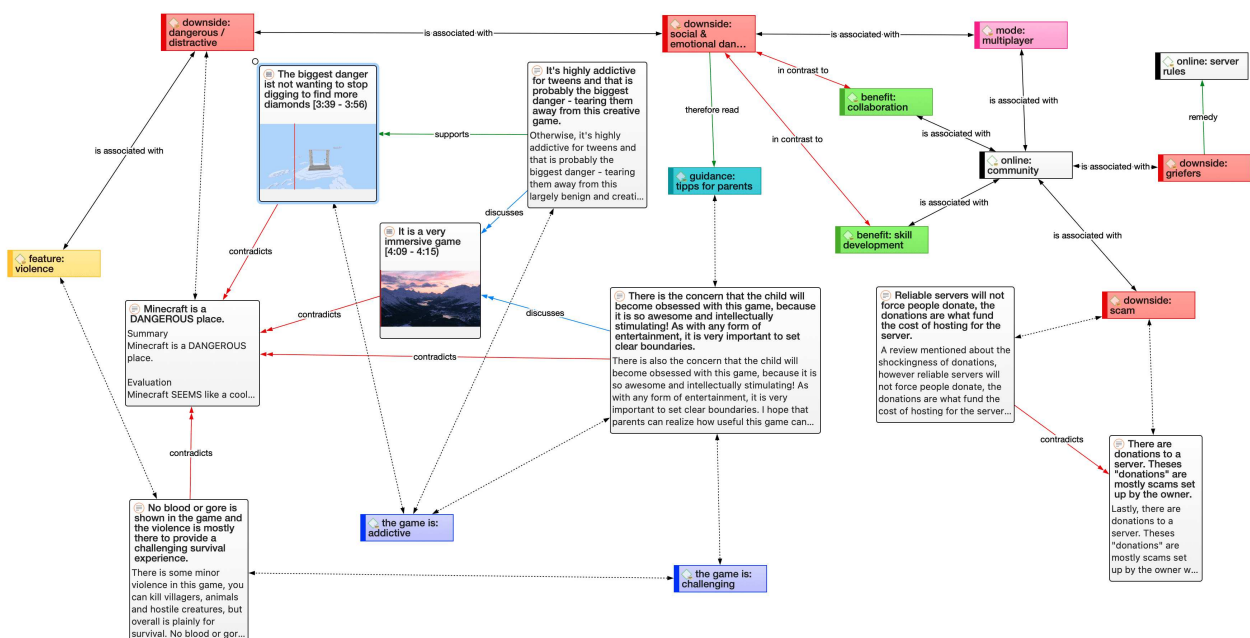 downside:
dangerous /
distractive
is associated with
downside:
social &
emotional dan...
is associated with
mode:
multiplayer
online: server
rules
The biggest danger
ist not wanting to stop
digging to find more
diamonds [3:39 - 3:56]
It's highly addictive
for tweens and that is
probably the biggest
danger - tearing them
away from this creative
game.
Otherwise, it's highly
addictive for tweens and
that is probably the
biggest danger - tearing
them away from this
largely benign and creati...
supports
in contrast to
benefit:
collaboration
therefore read
in contrast to
is associated with
is associated with
remedy
online:
community
is associated with
downside:
griefers
is associated with
guidance:
tipps for parents
is associated with
discusses
It is a very
immersive game
[4:09 - 4:15]
benefit: skill
development
is associated with
feature:
violence
contradicts
Minecraft is a
DANGEROUS place.
Summary
Minecraft is a DANGEROUS
place.
Evaluation
Minecraft SEEMS like a cool...
contradicts
discusses
contradicts
There is the concern that the child will
become obsessed with this game, because
it is so awesome and intellectually
stimulating! As with any form of
entertainment, it is very important to set
clear boundaries.
There is also the concern that the child will
become obsessed with this game, because it is
so awesome and intellectually stimulating! As
with any form of entertainment, it is very
important to set clear boundaries. I hope that
parents can realize how useful this game can...
Reliable servers will not
force people donate, the
donations are what fund
the cost of hosting for the
server.
A review mentioned about the
shockingness of donations,
however reliable servers will
not force people donate, the
donations are what fund the
cost of hosting for the server...
downside:
scam
contradicts
There are
donations to a
server. Theses
"donations" are
mostly scams set
up by the owner.
Lastly, there are
donations to a
server. Theses
"donations" are
mostly scams set
up by the owner w...
contradicts
No blood or gore is
shown in the game and
the violence is mostly
there to provide a
challenging survival
experience.
There is some minor
violence in this game, you
can kill villagers, animals
and hostile creatures, but
overall is plainly for
survival. No blood or gor...
the game is:
addictive
the game is:
challenging